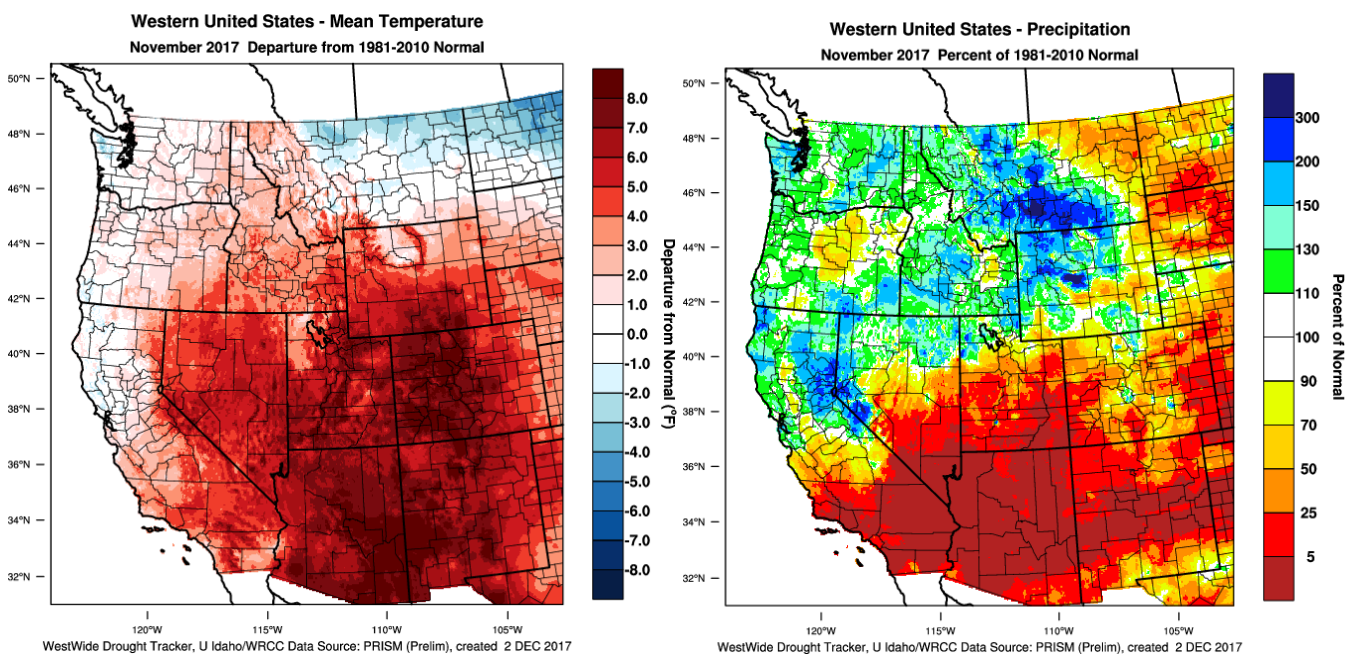 Western United States - Mean Temperature
November 2017 Departure from 1981-2010 Normal
50°N
48°N
46°N
44°N
42°N
40°N
38°N
36°N
34°N
32°N
120°W
115°W
110°W
105°W
8.0
7.0
6.0
5.0
4.0
3.0
2.0
1.0
0.0
-1.0
-2.0
-3.0
-4.0
-5.0
-6.0
-7.0
-8.0
Departure from Normal (°F)
WestWide Drought Tracker, U Idaho/WRCC Data Source: PRISM (Prelim), created 2 DEC 2017
Western United States - Precipitation
November 2017 Percent of 1981-2010 Normal
50°N
48°N
46°N
44°N
42°N
40°N
38°N
36°N
34°N
32°N
120°W
115°W
110°W
105°W
300
200
150
130
110
100
90
70
50
25
5
Percent of Normal
WestWide Drought Tracker, U Idaho/WRCC Data Source: PRISM (Prelim), created 2 DEC 2017